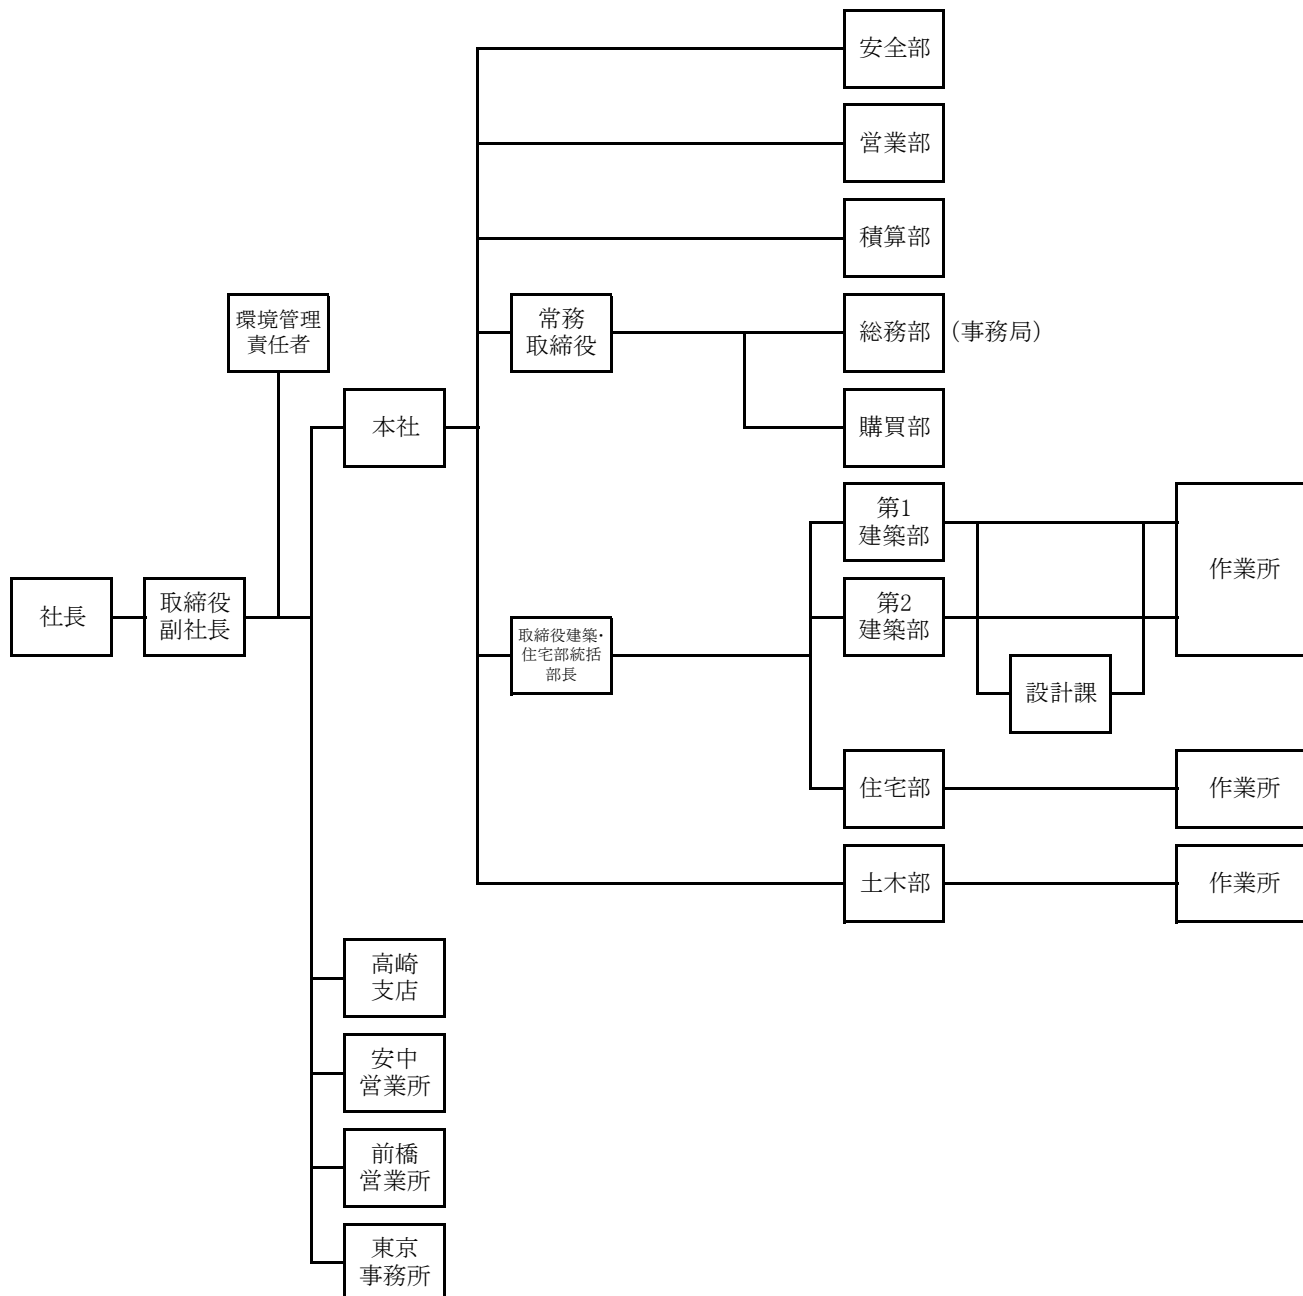 安全部
営業部
積算部
環境管理
責任者
常務
取締役
総務部
(事務局)
本社
購買部
第1
建築部
作業所
社長
取締役
副社長
第2
建築部
取締役建築・
住宅部統括
部長
設計課
住宅部
作業所
土木部
作業所
高崎
支店
安中
営業所
前橋
営業所
東京
事務所